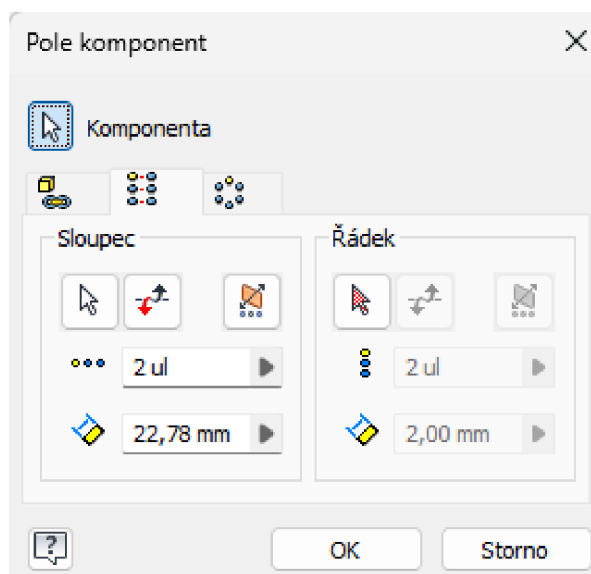 Pole komponent
Komponenta
Sloupec
Řádek
2 ul
2 ul
22,78 mm
2,00 mm
OK
Storno